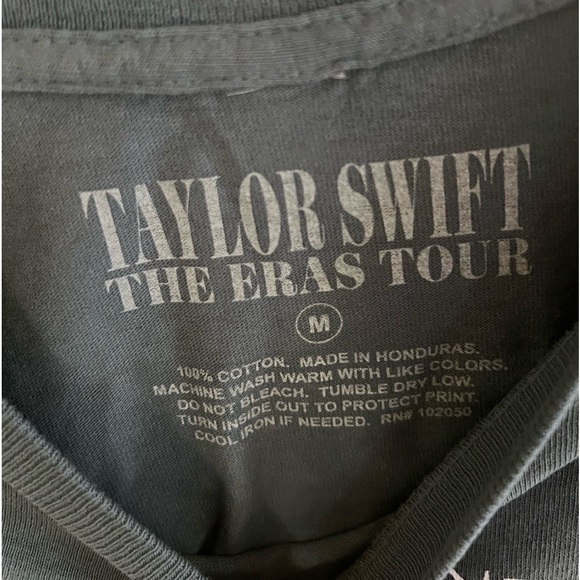 TAYLOR SWIFT
THE ERAS TOUR
M
100% COTTON. MADE IN HONDURAS.
MACHINE WASH WARM WITH LIKE COLORS.
DO NOT BLEACH. TUMBLE DRY LOW.
TURN INSIDE OUT TO PROTECT PRINT.
COOL IRON IF NEEDED. RN# 102050